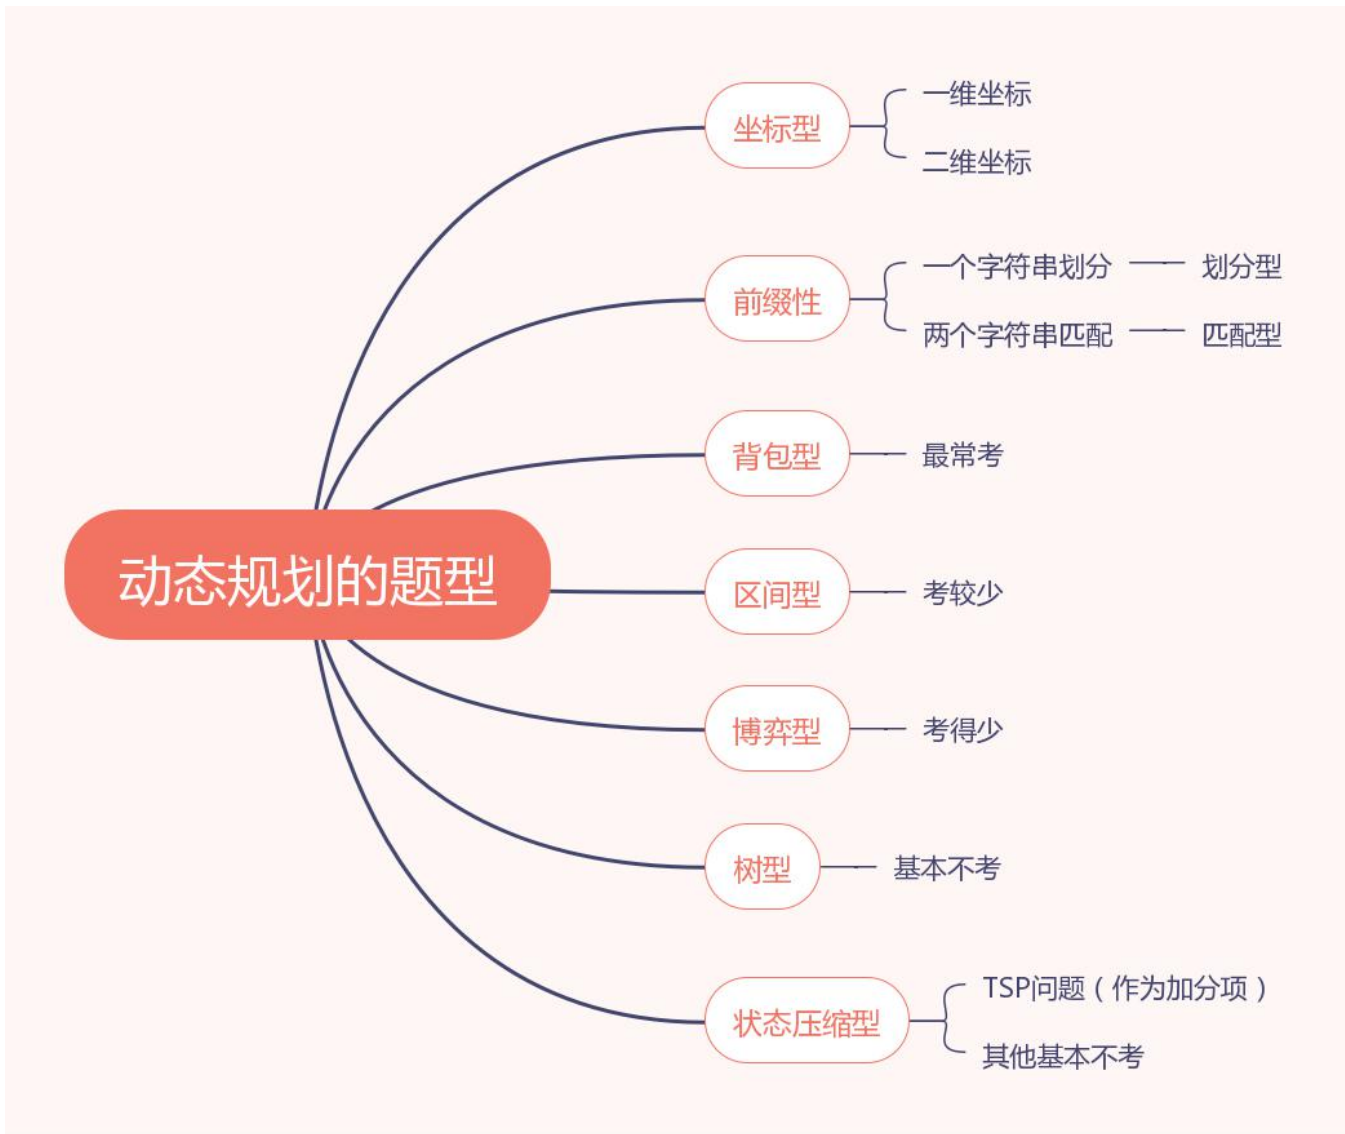 动态规划的题型
坐标型
一维坐标
二维坐标
前缀性
一个字符串划分
划分型
两个字符串匹配
匹配型
背包型
最常考
区间型
考较少
博弈型
考得少
树型
基本不考
状态压缩型
TSP问题（作为加分项）
其他基本不考